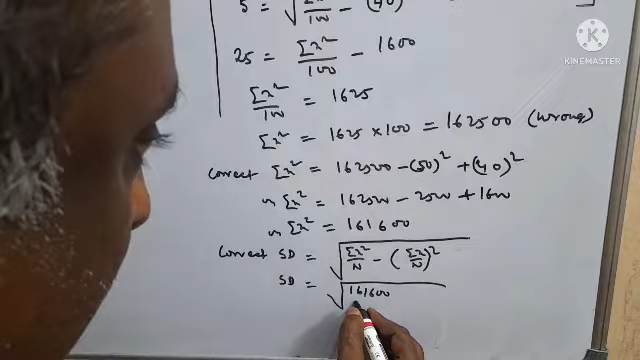 5 = √Σx²/100 - (40)²
25 = Σx²/100 - 1600
Σx²/100 = 1625
Σx² = 1625 × 100 = 162500 (wrong)
Correct Σx² = 162500 - (50)² + (40)²
" Σx² = 162500 - 2500 + 1600
" Σx² = 161600
Correct SD = √Σx²/N - (Σx/N)²
SD = √161600
KINEMASTER